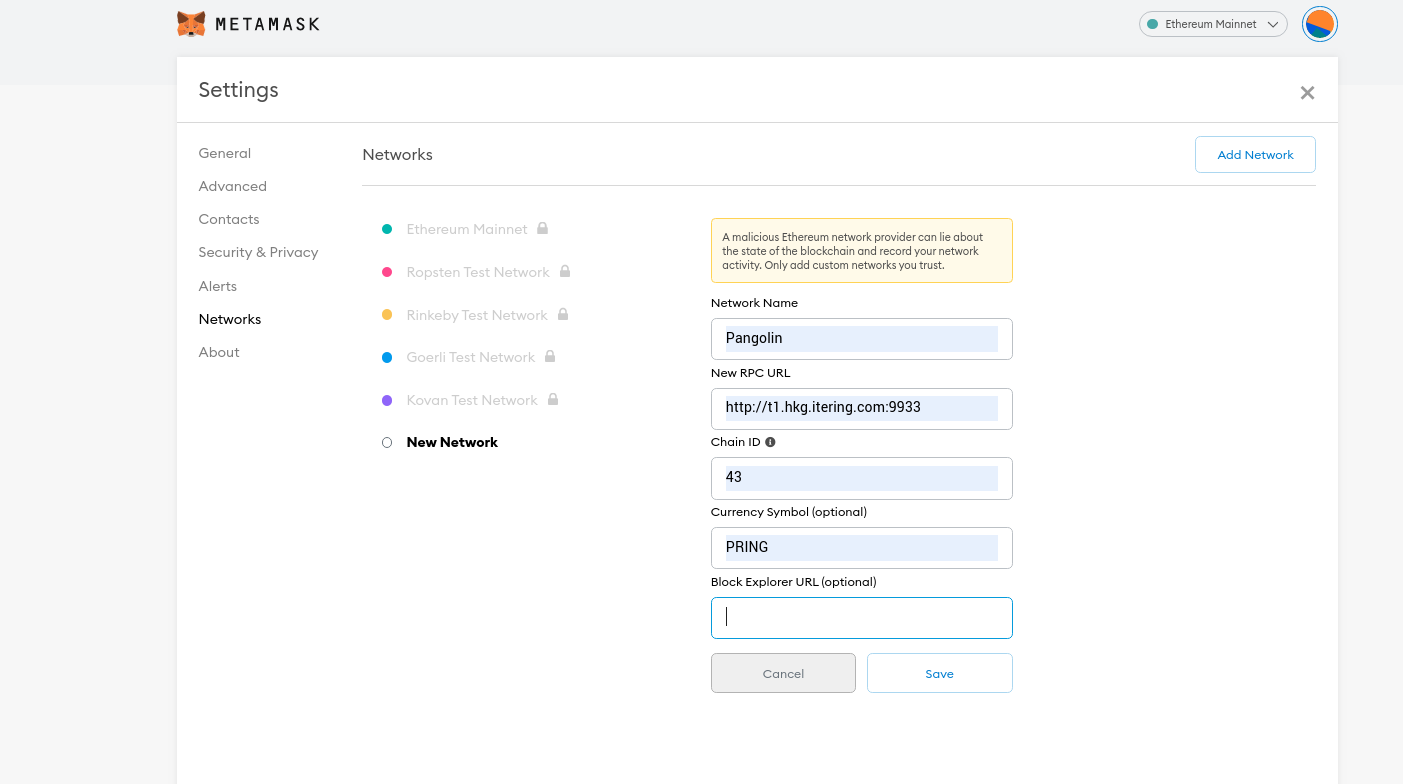 METAMASK
Ethereum Mainnet
Settings
General
Advanced
Contacts
Security & Privacy
Alerts
Networks
About
Networks
Add Network
Ethereum Mainnet
Ropsten Test Network
Rinkeby Test Network
Goerli Test Network
Kovan Test Network
New Network
A malicious Ethereum network provider can lie about
the state of the blockchain and record your network
activity. Only add custom networks you trust.
Network Name
Pangolin
New RPC URL
http://t1.hkg.itering.com:9933
Chain ID
43
Currency Symbol (optional)
PRING
Block Explorer URL (optional)
Cancel
Save